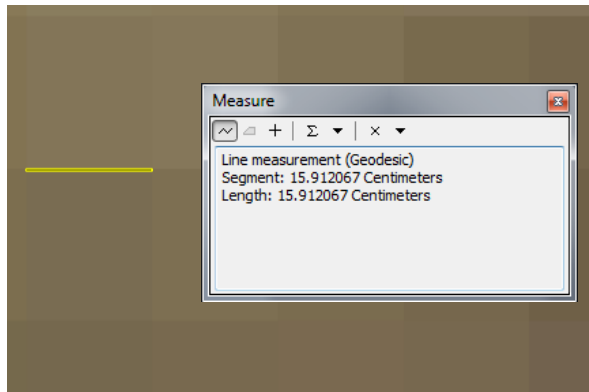 Measure
Line measurement (Geodesic)
Segment: 15.912067 Centimeters
Length: 15.912067 Centimeters